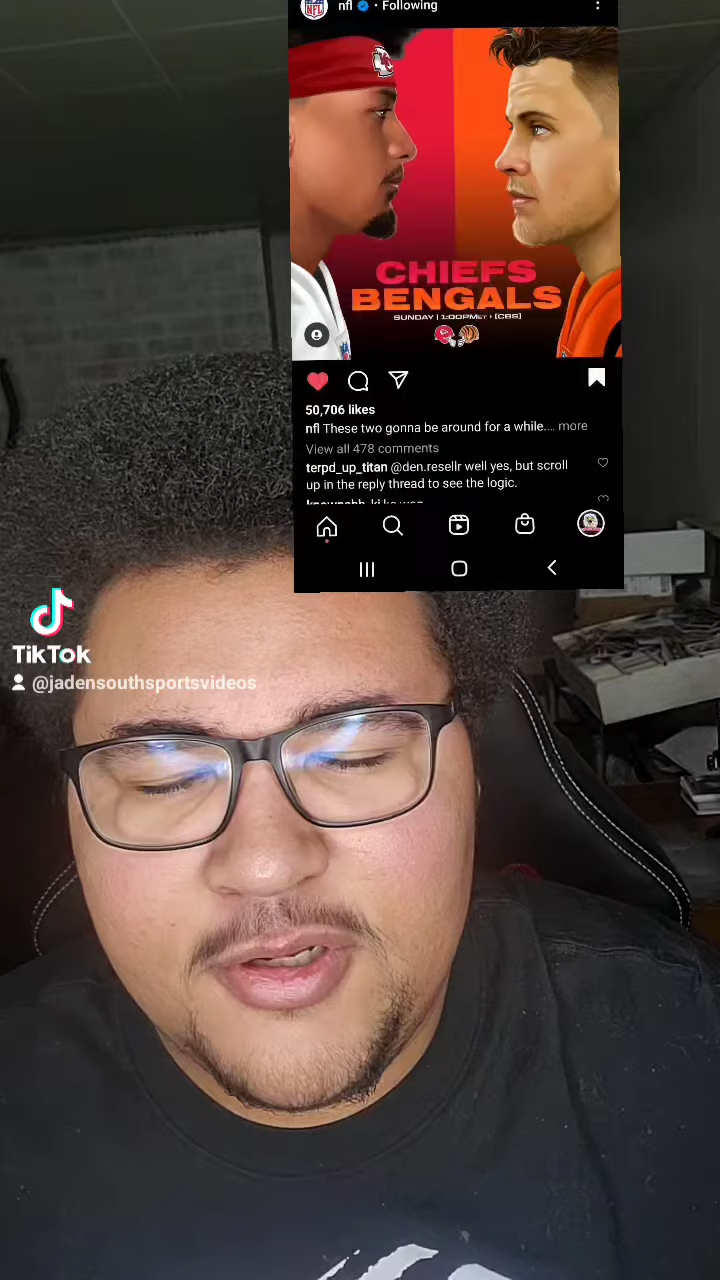 nfl • Following
NFL
CHIEFS
BENGALS
SUNDAY | 1:00PM ET • [CBS]
50,706 likes
nfl These two gonna be around for a while.... more
View all 478 comments
terpd_up_titan @den.resellr well yes, but scroll
up in the reply thread to see the logic.
TikTok
@jadensouthsportsvideos